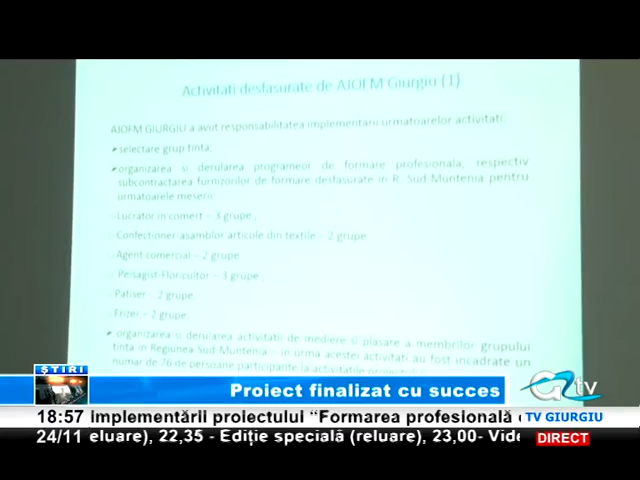 Activitati desfasurate de AJOFM Giurgiu (1)
AJOFM GIURGIU a avut responsabilitatea implementarii urmatoarelor activitati:
selectare grup tinta;
organizarea si derularea programeor de formare profesionala, respectiv
subcontractarea furnizorilor de formare desfasurate in R. Sud-Muntenia pentru
urmatoarele meserii:
Lucrator in comert – 3 grupe ,
Confectioner-asamblor articole din textile – 2 grupe
Agent comercial – 2 grupe
Peisagist-Floricultor – 3 grupe ,
Patiser – 2 grupe
Frizer – 2 grupe,
organizarea si derularea activitatii de mediere si plasare a membrilor grupului
tinta in Regiunea Sud-Muntenia – in urma acestei activitati au fost incadrate un
numar de 76 de persoane participante la activitatile proiectului
ŞTIRI
Proiect finalizat cu succes
G tv
18:57 implementării proiectului “Formarea profesională
TV GIURGIU
24/11 eluare), 22,35 - Ediţie specială (reluare), 23,00- Vide
DIRECT